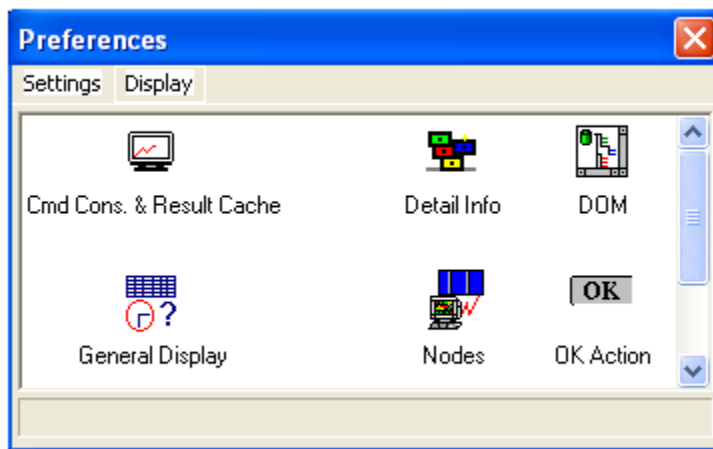 Preferences
Settings Display
Cmd Cons. & Result Cache Detail Info DOM
? OK
General Display Nodes OK Action